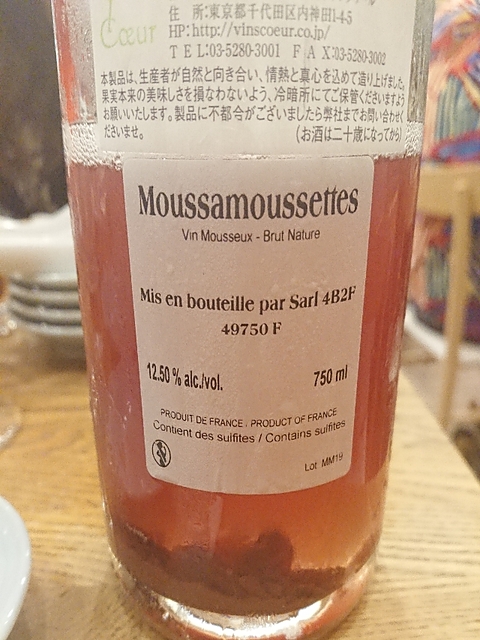 Cœur
住 所:東京都千代田区内神田1-4-5
HP:http://vinscoeur.co.jp/
TEL:03-5280-3001 FAX:03-5280-3002
本製品は、生産者が自然と向き合い、情熱と真心を込めて造り上げました。
果実本来の美味しさを損なわないよう、冷暗所にてご保管くださいますよう
お願いいたします。製品に不都合がございましたら弊社までお問い合わせく
ださいませ。 (お酒は二十歳になってから)
Moussamoussettes
Vin Mousseux - Brut Nature
Mis en bouteille par Sarl 4B2F
49750 F
12.50 % alc./vol. 750 ml
PRODUIT DE FRANCE . PRODUCT OF FRANCE
Contient des sulfites / Contains sulfites
Lot: MM19